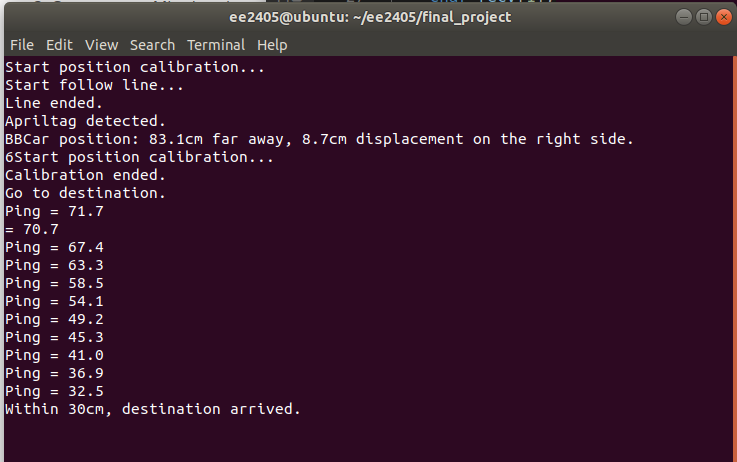 ee2405@ubuntu: ~/ee2405/final_project
File Edit View Search Terminal Help
Start position calibration...
Start follow line...
Line ended.
Apriltag detected.
BBCar position: 83.1cm far away, 8.7cm displacement on the right side.
6Start position calibration...
Calibration ended.
Go to destination.
Ping = 71.7
= 70.7
Ping = 67.4
Ping = 63.3
Ping = 58.5
Ping = 54.1
Ping = 49.2
Ping = 45.3
Ping = 41.0
Ping = 36.9
Ping = 32.5
Within 30cm, destination arrived.